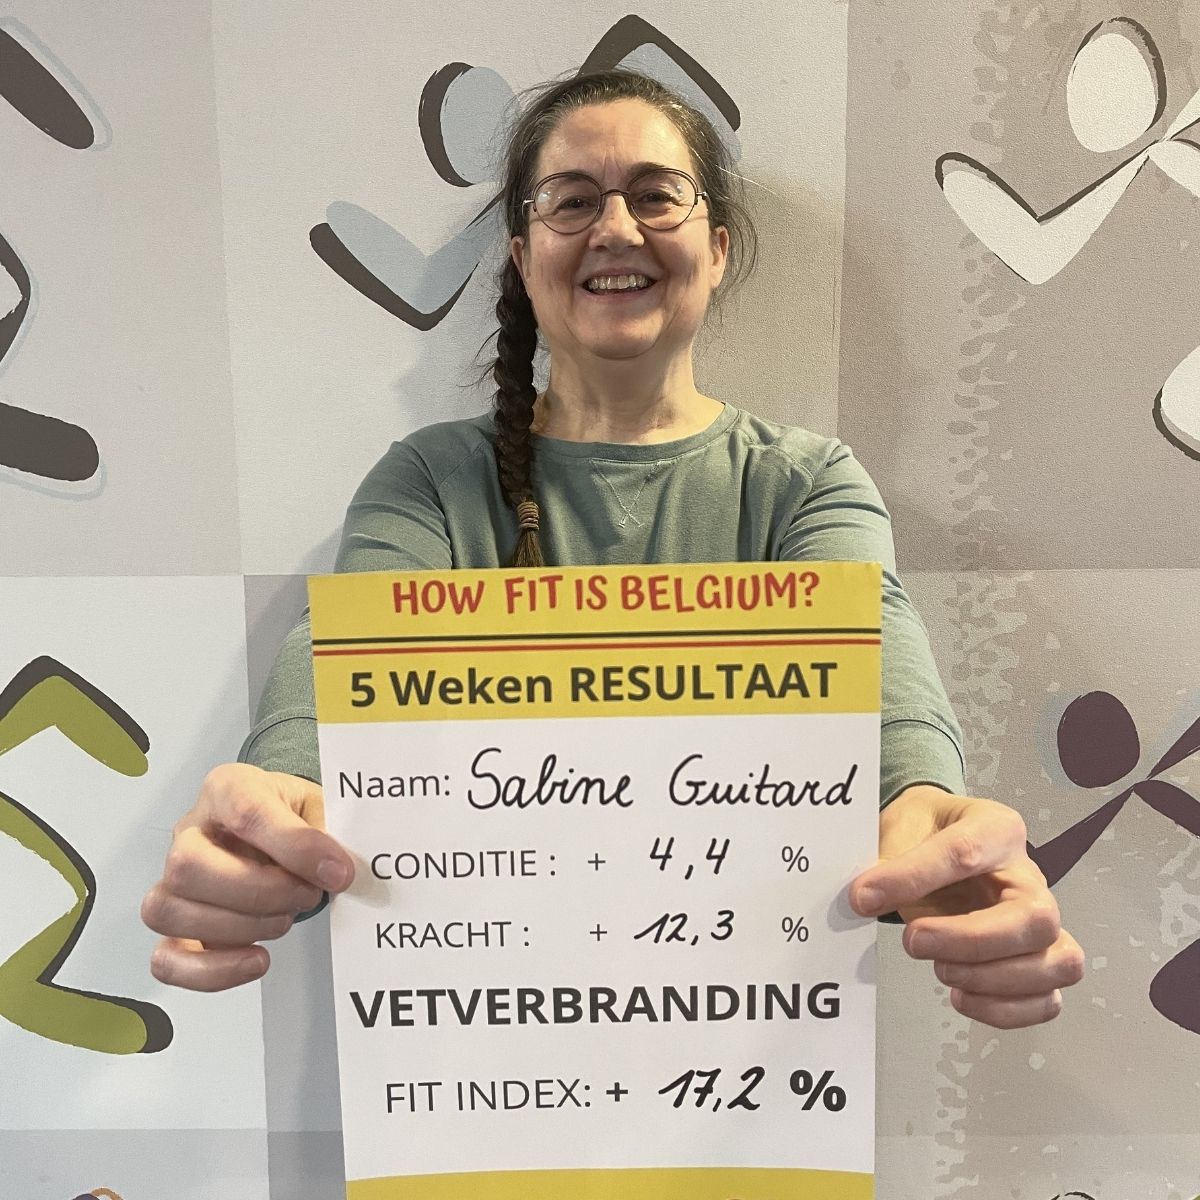 HOW FIT IS BELGIUM?
5 Weken RESULTAAT
Naam: Sabine Guitard
CONDITIE : + 4,4 %
KRACHT : + 12,3 %
VETVERBRANDING
FIT INDEX: + 17,2 %